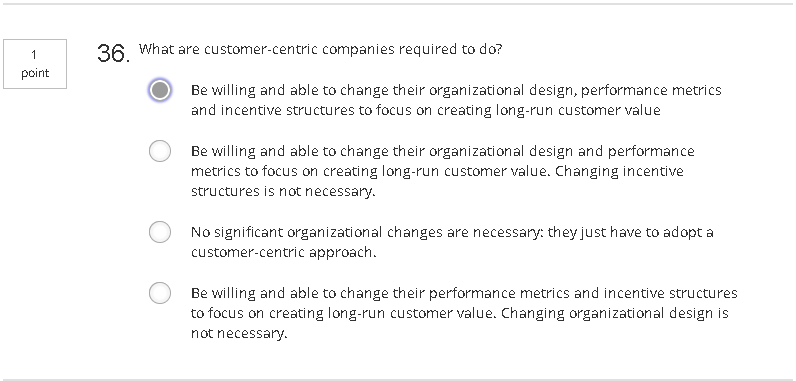 1
point
36. What are customer-centric companies required to do?
Be willing and able to change their organizational design, performance metrics
and incentive structures to focus on creating long-run customer value
Be willing and able to change their organizational design and performance
metrics to focus on creating long-run customer value. Changing incentive
structures is not necessary.
No significant organizational changes are necessary: they just have to adopt a
customer-centric approach.
Be willing and able to change their performance metrics and incentive structures
to focus on creating long-run customer value. Changing organizational design is
not necessary.